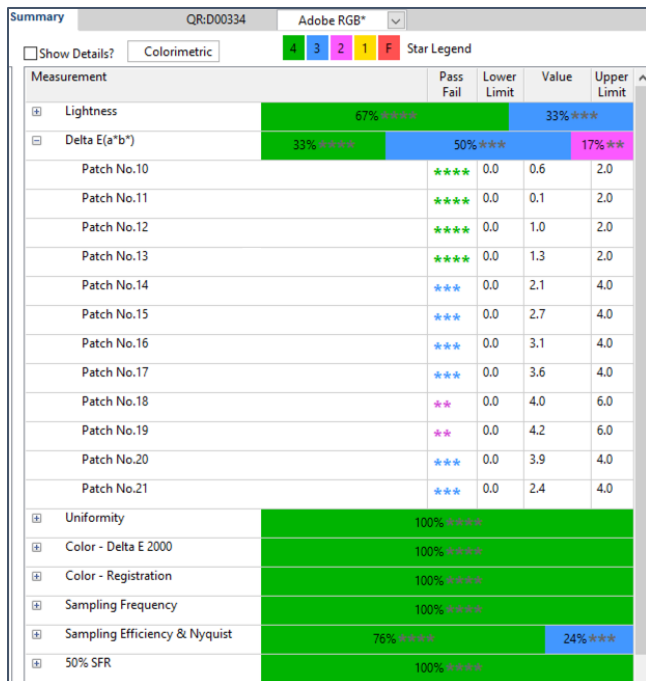 Summary QR:D00334 Adobe RGB*
Show Details? Colorimetric 4 3 2 1 F Star Legend
Measurement Pass Fail Lower Limit Value Upper Limit
Lightness 67% **** 33% ***
Delta E(a*b*) 33% **** 50% *** 17% **
Patch No.10 **** 0.0 0.6 2.0
Patch No.11 **** 0.0 0.1 2.0
Patch No.12 **** 0.0 1.0 2.0
Patch No.13 **** 0.0 1.3 2.0
Patch No.14 *** 0.0 2.1 4.0
Patch No.15 *** 0.0 2.7 4.0
Patch No.16 *** 0.0 3.1 4.0
Patch No.17 *** 0.0 3.6 4.0
Patch No.18 ** 0.0 4.0 6.0
Patch No.19 ** 0.0 4.2 6.0
Patch No.20 *** 0.0 3.9 4.0
Patch No.21 *** 0.0 2.4 4.0
Uniformity 100% ****
Color - Delta E 2000 100% ****
Color - Registration 100% ****
Sampling Frequency 100% ****
Sampling Efficiency & Nyquist 76% **** 24% ***
50% SFR 100% ****